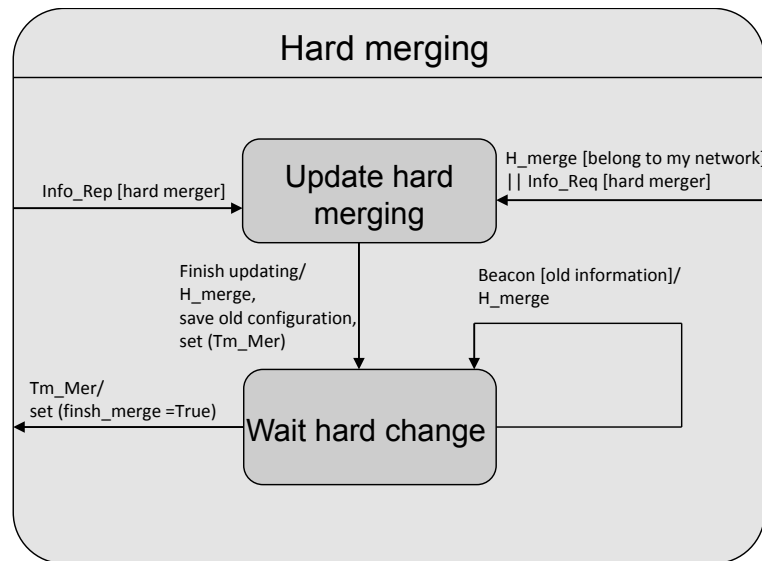 Hard merging
H_merge [belong to my network]
|| Info_Req [hard merger]
Info_Rep [hard merger]
Update hard
merging
Finish updating/
H_merge,
save old configuration,
set (Tm_Mer)
Beacon [old information]/
H_merge
Tm_Mer/
set (finsh_merge =True)
Wait hard change